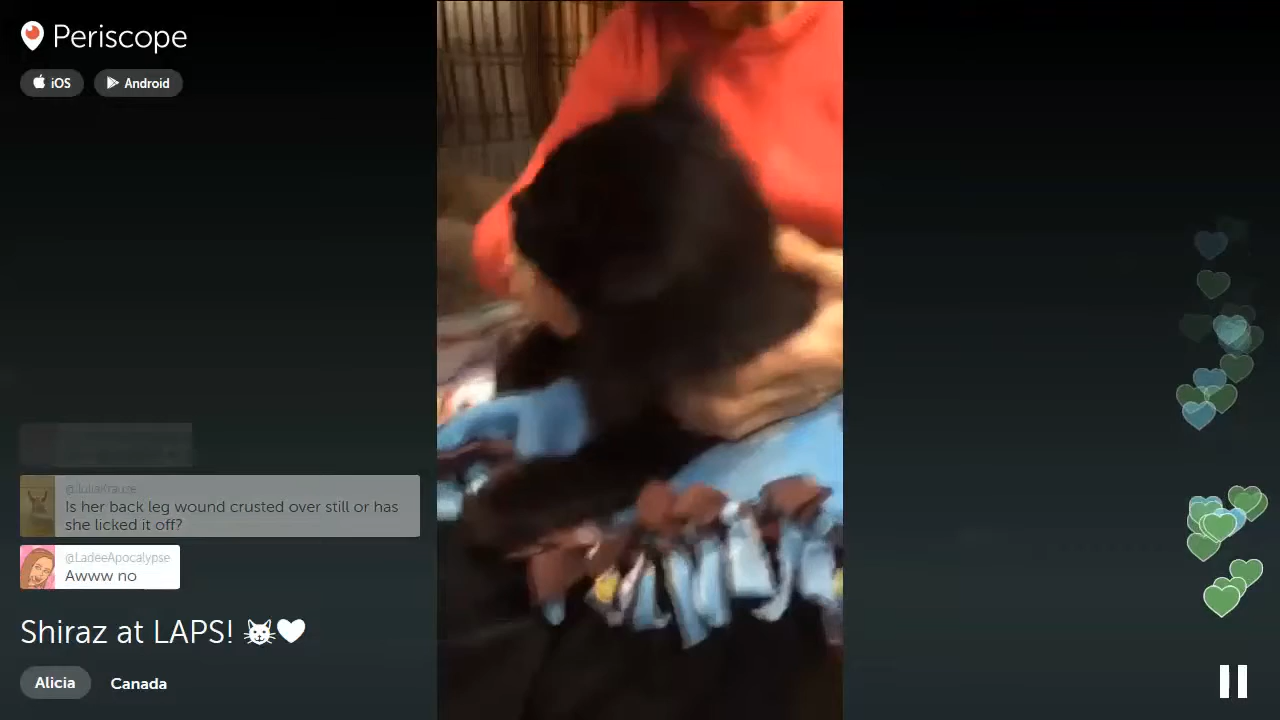 Periscope
iOS
Android
@JuliaKrause
Is her back leg wound crusted over still or has
she licked it off?
@LadeeApocalypse
Awww no
Shiraz at LAPS! 😽🤍
Alicia
Canada